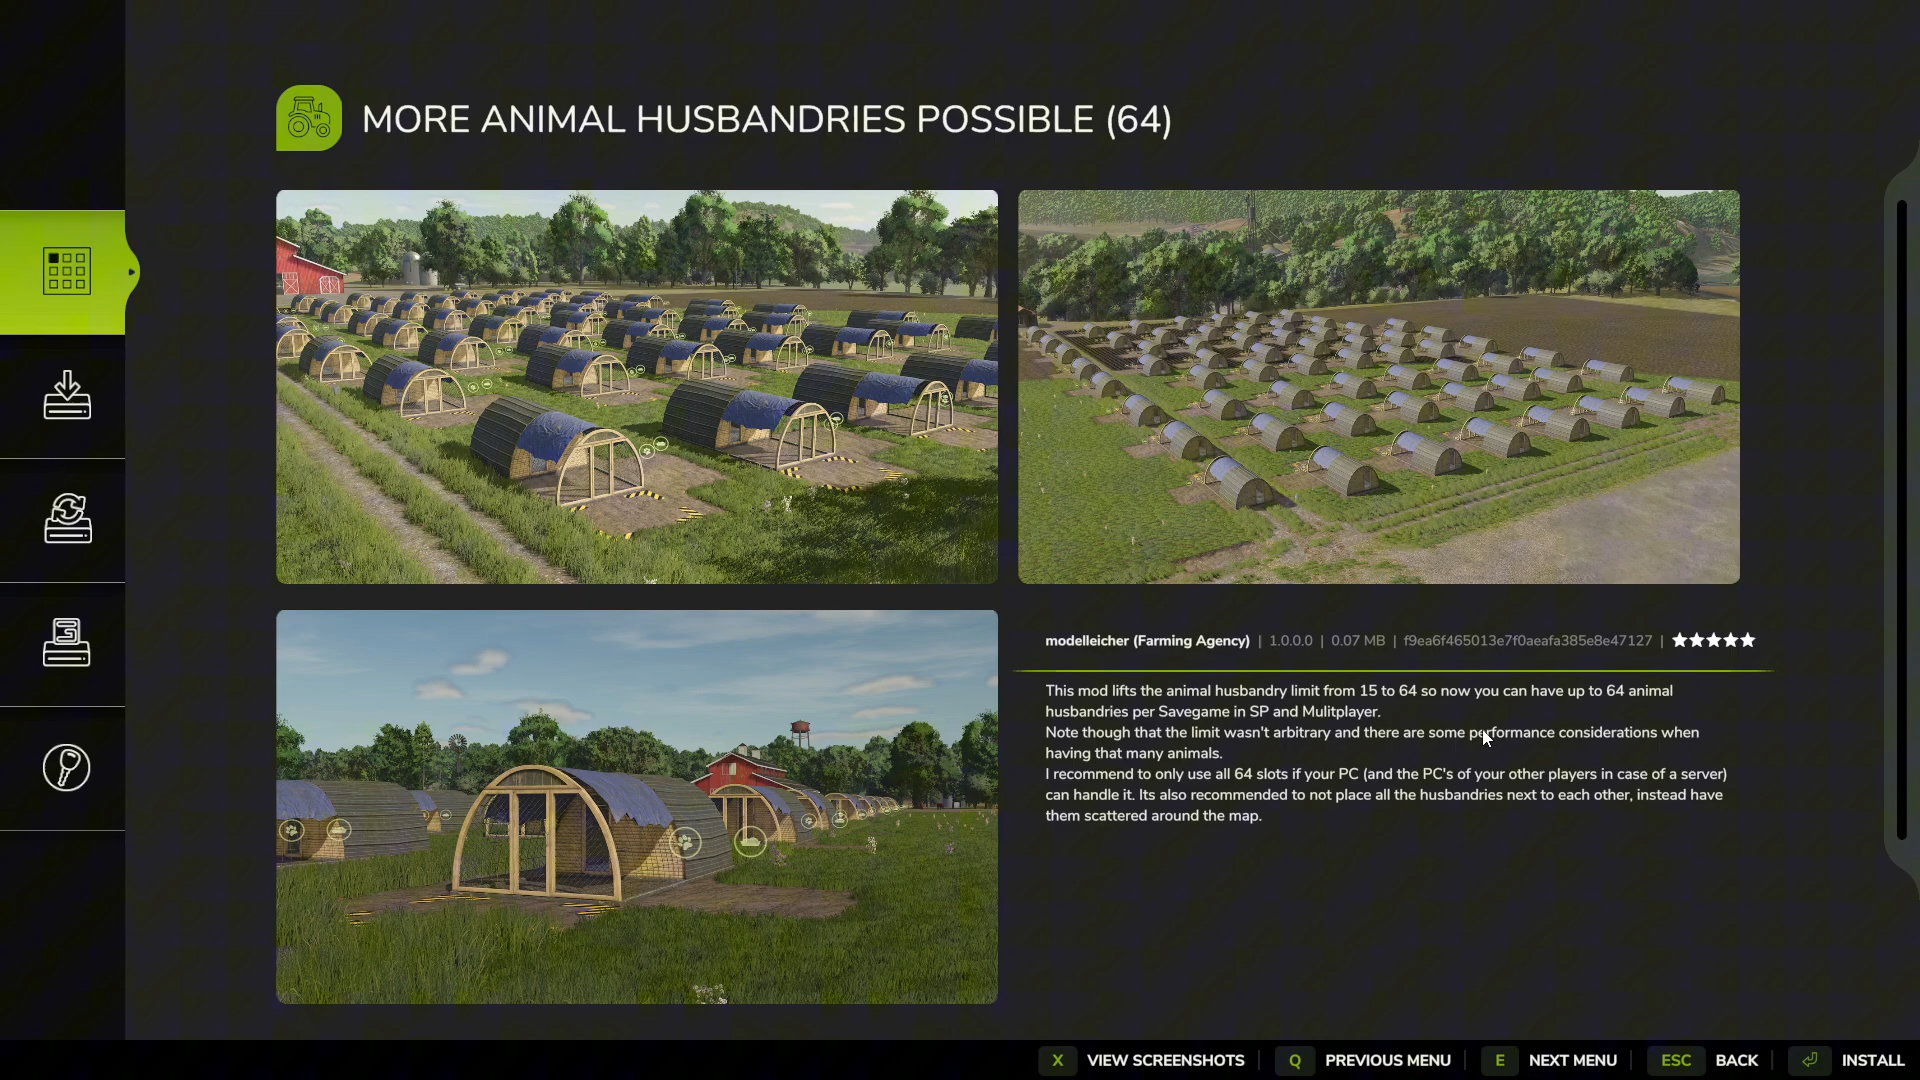 MORE ANIMAL HUSBANDRIES POSSIBLE (64)
modelleicher (Farming Agency) | 1.0.0.0 | 0.07 MB | f9ea6f465013e7f0aeafa385e8e47127 |
This mod lifts the animal husbandry limit from 15 to 64 so now you can have up to 64 animal
husbandries per Savegame in SP and Mulitplayer.
Note though that the limit wasn't arbitrary and there are some performance considerations when
having that many animals.
I recommend to only use all 64 slots if your PC (and the PC's of your other players in case of a server)
can handle it. Its also recommended to not place all the husbandries next to each other, instead have
them scattered around the map.
X VIEW SCREENSHOTS | Q PREVIOUS MENU | E NEXT MENU | ESC BACK | INSTALL